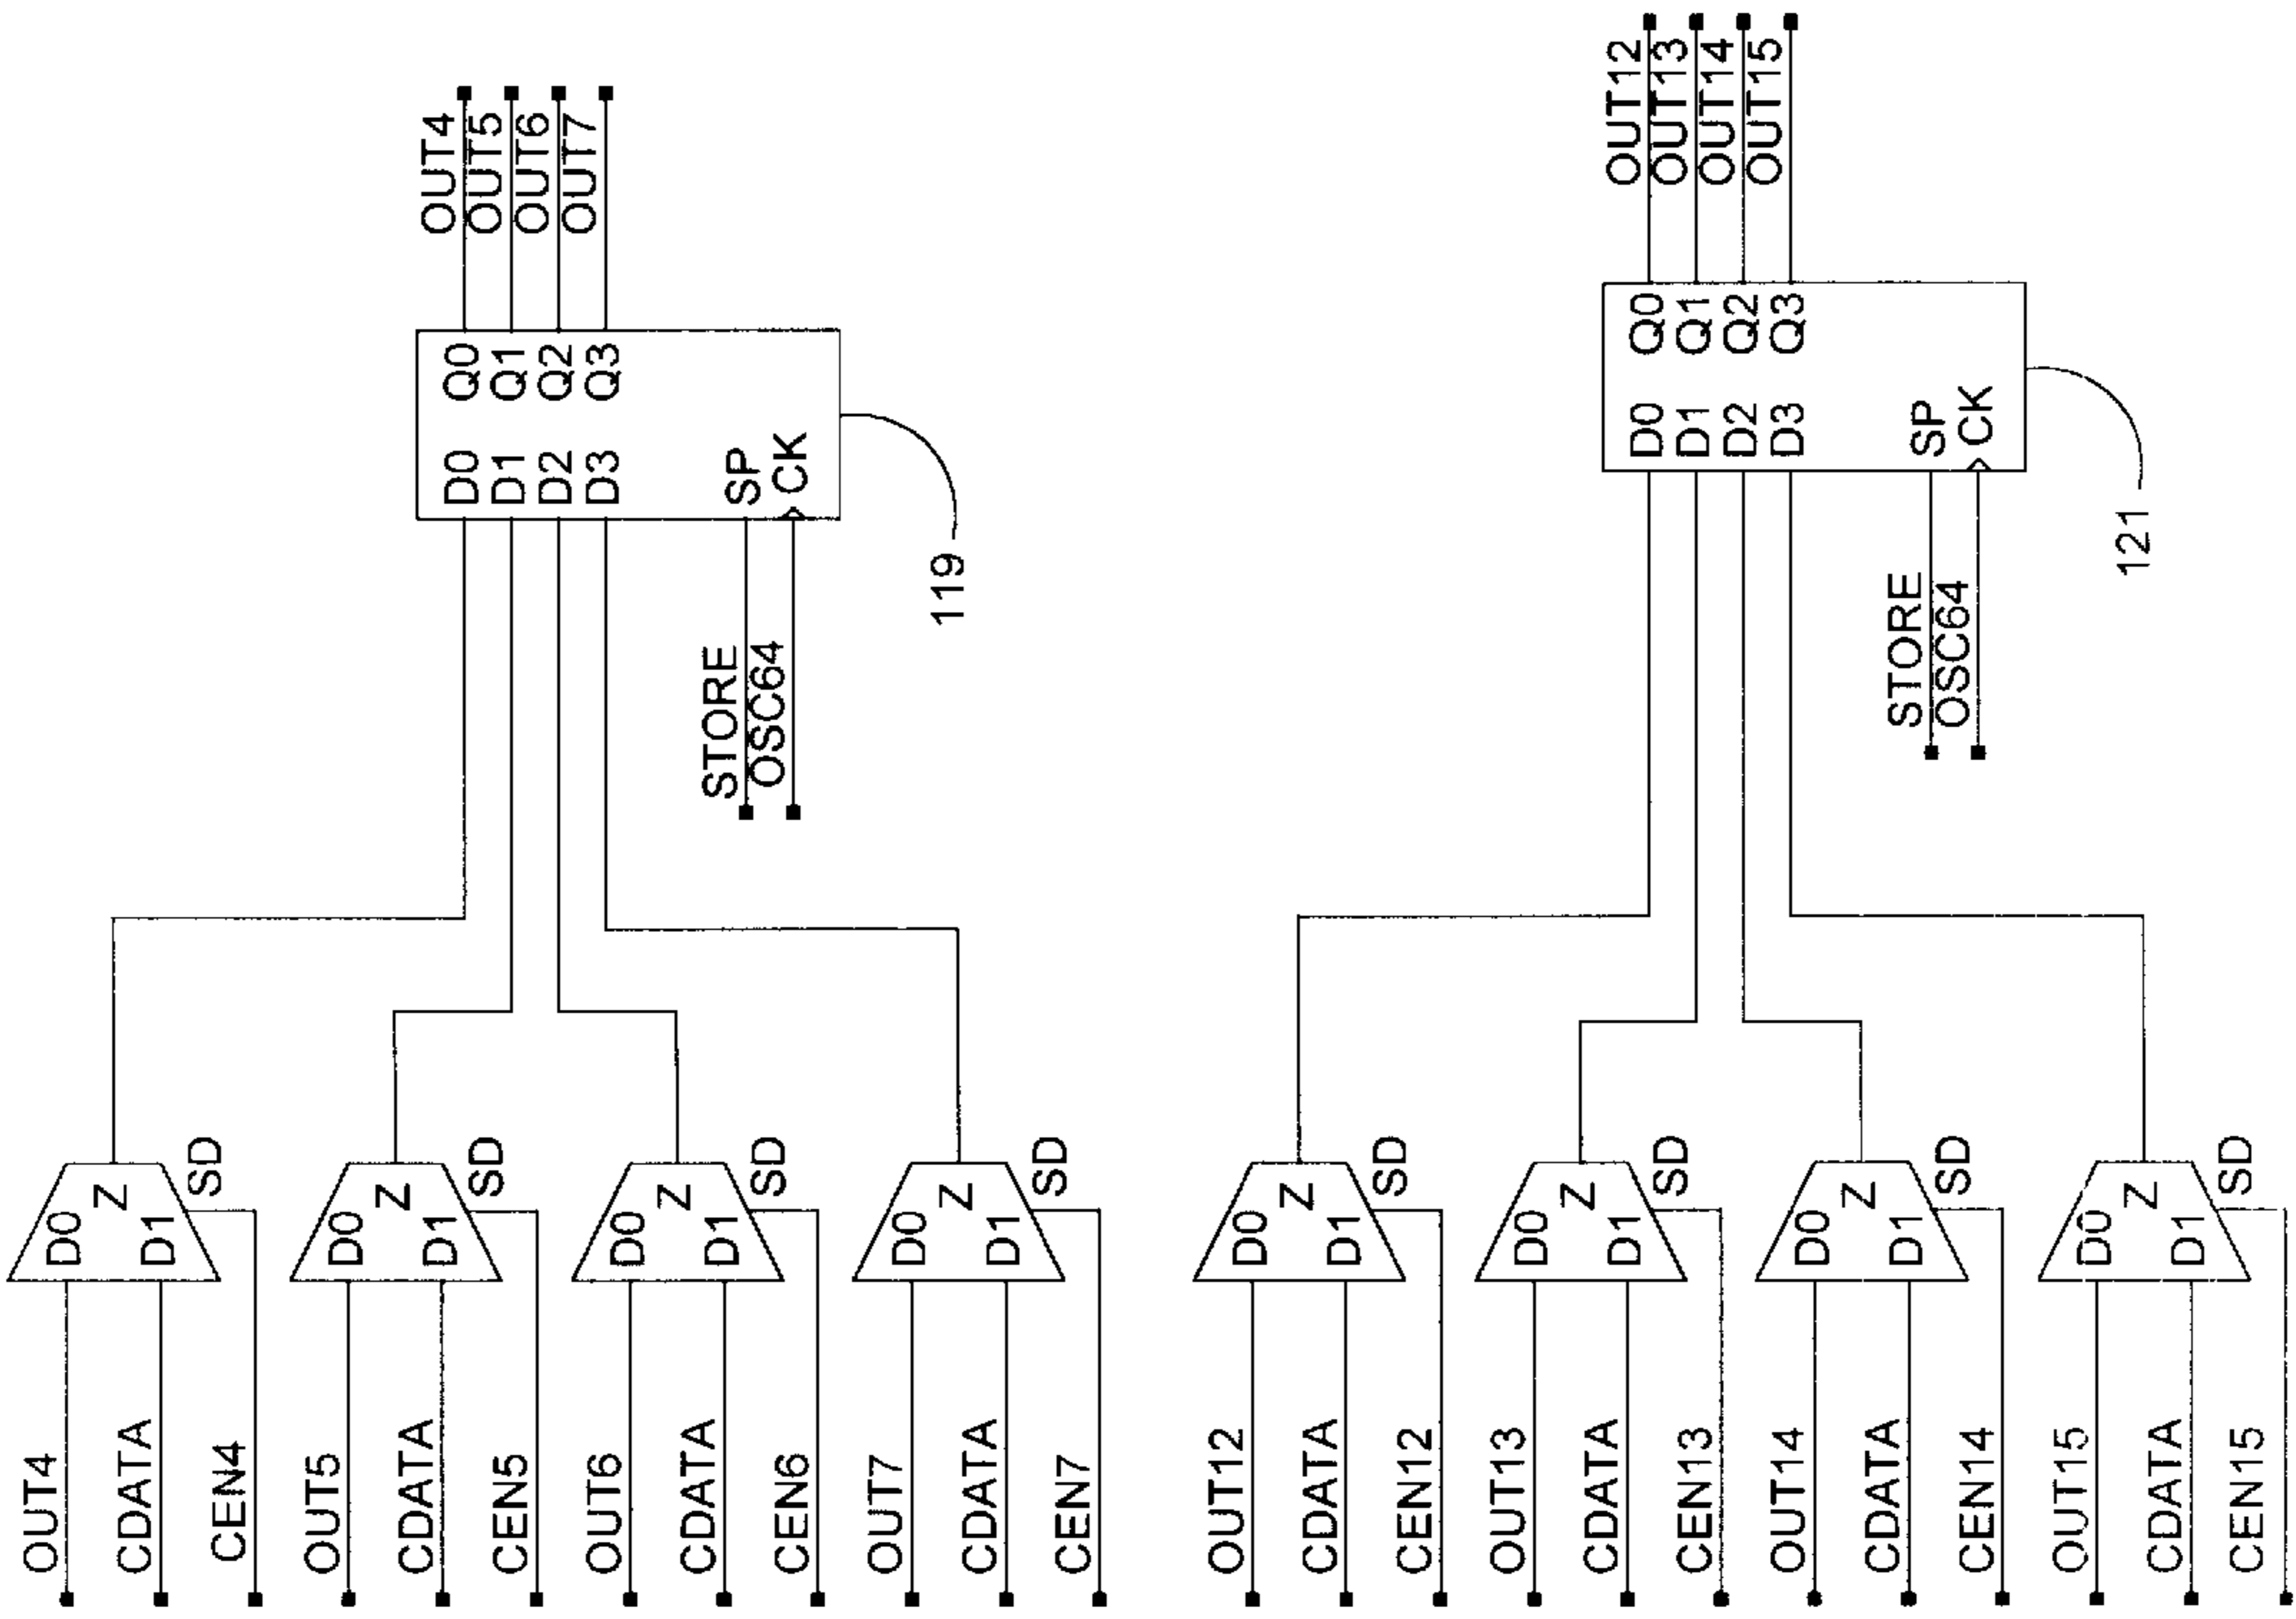 OUT4
CDATA
CEN4
D0
D1
Z
SD
OUT5
CDATA
CEN5
D0
D1
Z
SD
OUT6
CDATA
CEN6
D0
D1
Z
SD
OUT7
CDATA
CEN7
D0
D1
Z
SD
STORE
OSC64
D0 Q0
D1 Q1
D2 Q2
D3 Q3
SP
CK
OUT4
OUT5
OUT6
OUT7
119
OUT12
CDATA
CEN12
D0
D1
Z
SD
OUT13
CDATA
CEN13
D0
D1
Z
SD
OUT14
CDATA
CEN14
D0
D1
Z
SD
OUT15
CDATA
CEN15
D0
D1
Z
SD
STORE
OSC64
D0 Q0
D1 Q1
D2 Q2
D3 Q3
SP
CK
OUT12
OUT13
OUT14
OUT15
121